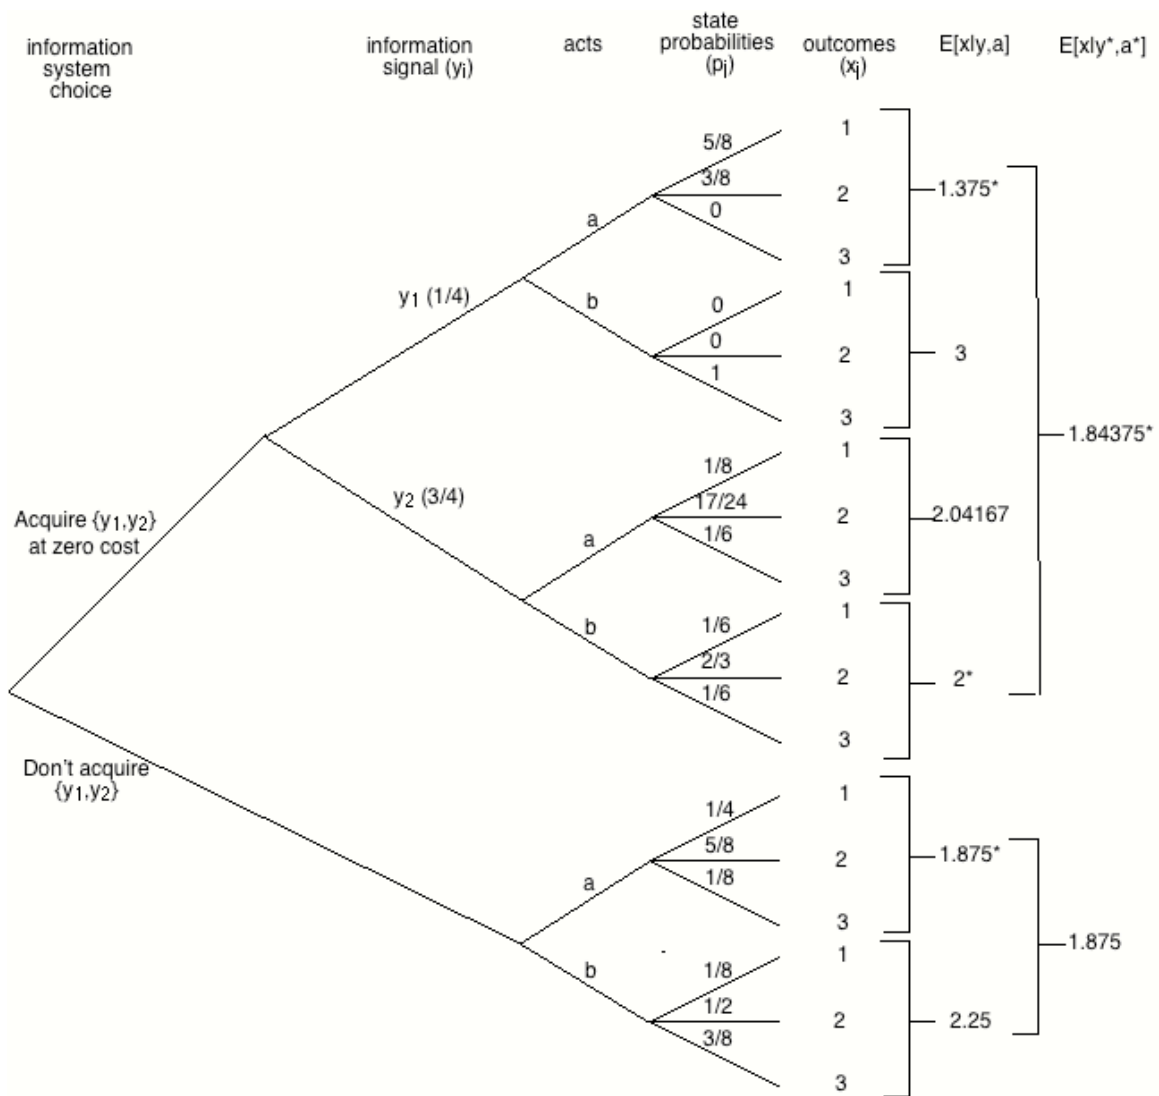 information
system
choice
information
signal (yi)
acts
state
probabilities
(pj)
outcomes
(xj)
E[xly,a]
E[xly*,a*]
5/8
3/8
0
1
2
3
1.375*
a
y1 (1/4)
b
0
0
1
1
2
3
3
1.84375*
y2 (3/4)
Acquire {y1,y2}
at zero cost
a
1/8
17/24
1/6
1
2
3
2.04167
b
1/6
2/3
1/6
1
2
3
2*
Don't acquire
{y1,y2}
a
1/4
5/8
1/8
1
2
3
1.875*
1.875
b
1/8
1/2
3/8
1
2
3
2.25